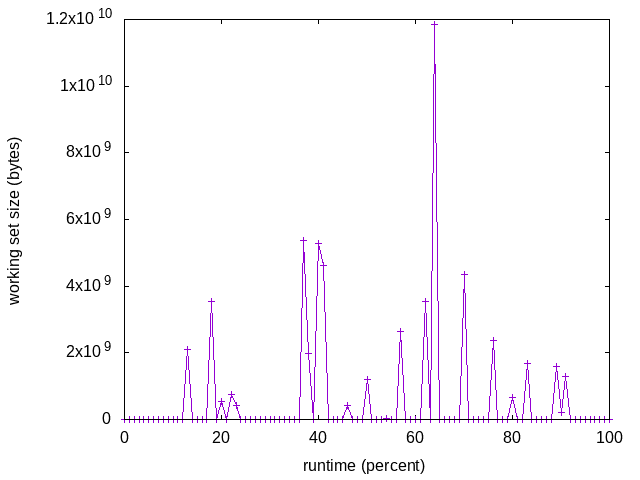 1.2x10 10
1x10 10
8x10 9
6x10 9
4x10 9
2x10 9
0
0 20 40 60 80 100
working set size (bytes)
runtime (percent)